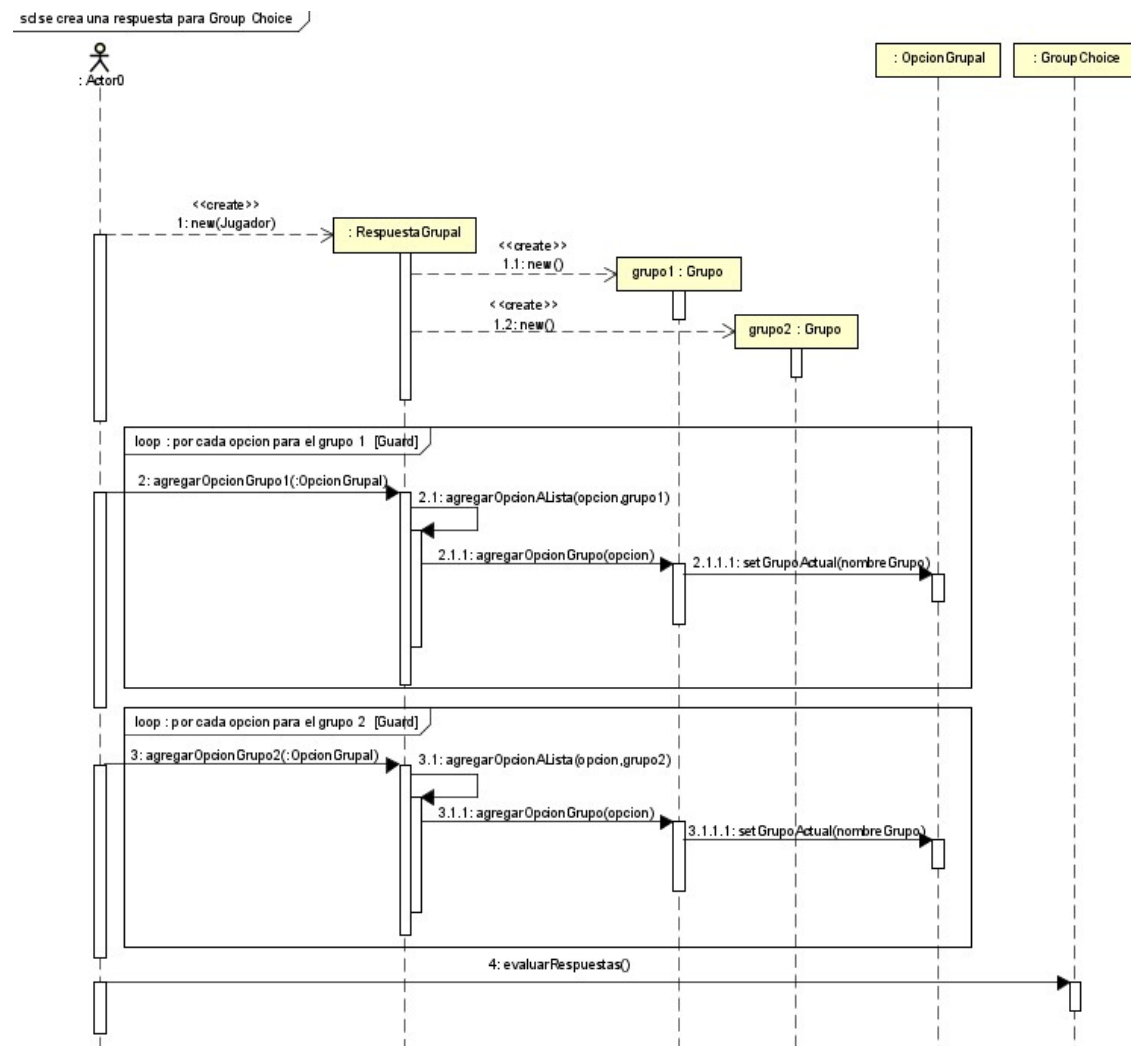 sd se crea una respuesta para Group Choice
: Actor0
: OpcionGrupal
: GroupChoice
<<create>>
1: new(Jugador)
: RespuestaGrupal
<<create>>
1.1: new()
grupo1 : Grupo
<<create>>
1.2: new()
grupo2 : Grupo
loop : por cada opcion para el grupo 1 [Guard]
2: agregarOpcionGrupo1(:OpcionGrupal)
2.1: agregarOpcionALista(opcion,grupo1)
2.1.1: agregarOpcionGrupo(opcion)
2.1.1.1: setGrupoActual(nombreGrupo)
loop : por cada opcion para el grupo 2 [Guard]
3: agregarOpcionGrupo2(:OpcionGrupal)
3.1: agregarOpcionALista(opcion,grupo2)
3.1.1: agregarOpcionGrupo(opcion)
3.1.1.1: setGrupoActual(nombreGrupo)
4: evaluarRespuestas()